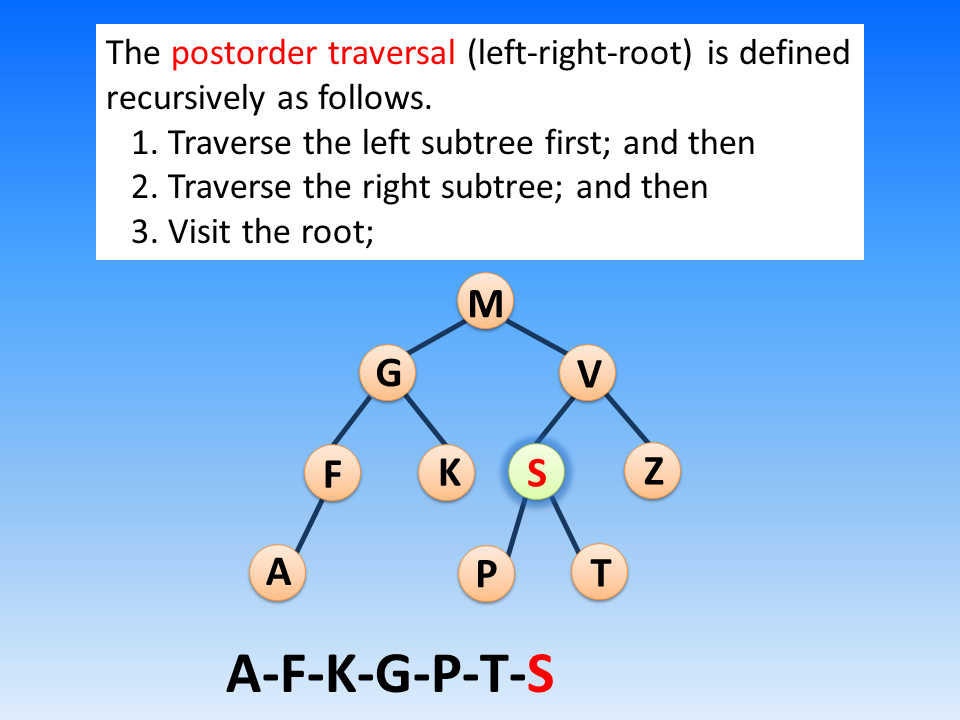 The postorder traversal (left-right-root) is defined
recursively as follows.
1. Traverse the left subtree first; and then
2. Traverse the right subtree; and then
3. Visit the root;
M
G V
F K S Z
A P T
A-F-K-G-P-T-S